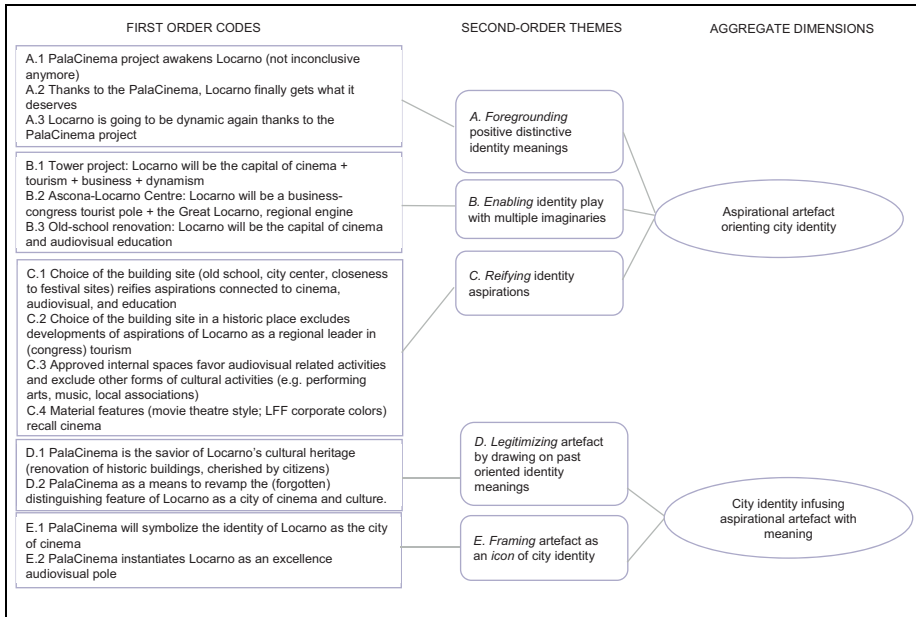 FIRST ORDER CODES
SECOND-ORDER THEMES
AGGREGATE DIMENSIONS
A.1 PalaCinema project awakens Locarno (not inconclusive
anymore)
A.2 Thanks to the PalaCinema, Locarno finally gets what it
deserves
A.3 Locarno is going to be dynamic again thanks to the
PalaCinema project
B.1 Tower project: Locarno will be the capital of cinema +
tourism + business + dynamism
B.2 Ascona-Locarno Centre: Locarno will be a business-
congress tourist pole + the Great Locarno, regional engine
B.3 Old-school renovation: Locarno will be the capital of cinema
and audiovisual education
C.1 Choice of the building site (old school, city center, closeness
to festival sites) reifies aspirations connected to cinema,
audiovisual, and education
C.2 Choice of the building site in a historic place excludes
developments of aspirations of Locarno as a regional leader in
(congress) tourism
C.3 Approved internal spaces favor audiovisual related activities
and exclude other forms of cultural activities (e.g. performing
arts, music, local associations)
C.4 Material features (movie theatre style; LFF corporate colors)
recall cinema
D.1 PalaCinema is the savior of Locarno's cultural heritage
(renovation of historic buildings, cherished by citizens)
D.2 PalaCinema as a means to revamp the (forgotten)
distinguishing feature of Locarno as a city of cinema and culture.
E.1 PalaCinema will symbolize the identity of Locarno as the city
of cinema
E.2 PalaCinema instantiates Locarno as an excellence
audiovisual pole
A. Foregrounding
positive distinctive
identity meanings
B. Enabling identity play
with multiple imaginaries
C. Reifying identity
aspirations
D. Legitimizing artefact
by drawing on past
oriented identity
meanings
E. Framing artefact as
an icon of city identity
Aspirational artefact
orienting city identity
City identity infusing
aspirational artefact with
meaning